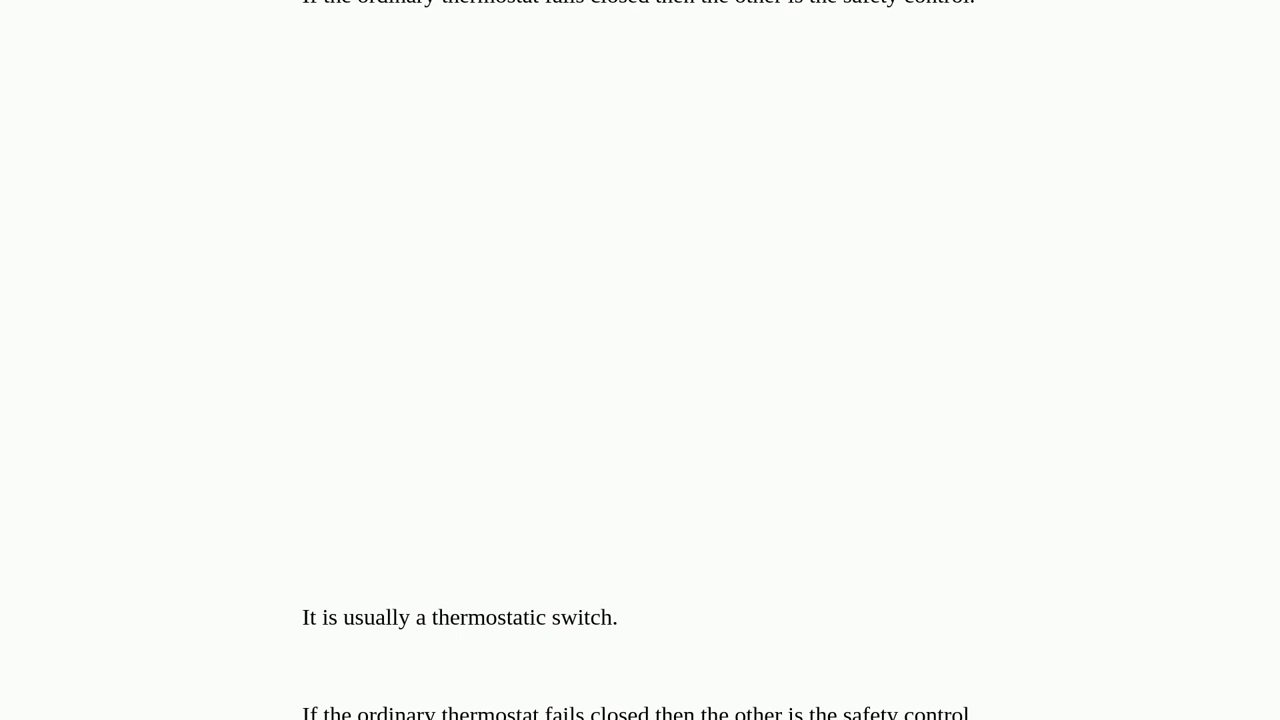 If the ordinary thermostat fails closed then the other is the safety control.
It is usually a thermostatic switch.
If the ordinary thermostat fails closed then the other is the safety control